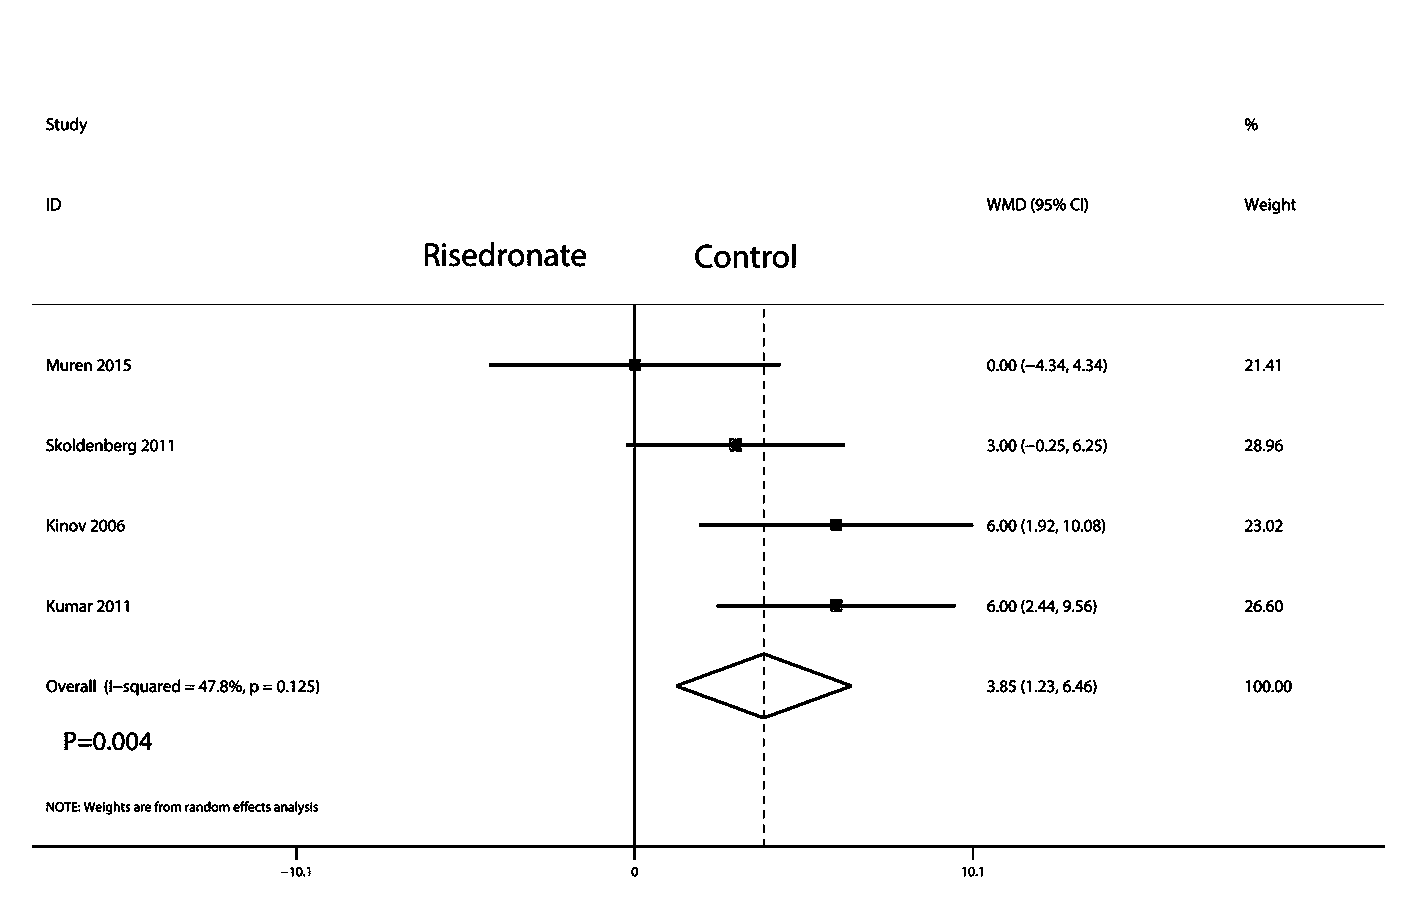 Study %
ID WMD (95% CI) Weight
Risedronate Control
Muren 2015 0.00 (−4.34, 4.34) 21.41
Skoldenberg 2011 3.00 (−0.25, 6.25) 28.96
Kinov 2006 6.00 (1.92, 10.08) 23.02
Kumar 2011 6.00 (2.44, 9.56) 26.60
Overall (I−squared = 47.8%, p = 0.125) 3.85 (1.23, 6.46) 100.00
P=0.004
NOTE: Weights are from random effects analysis
−10.1 0 10.1